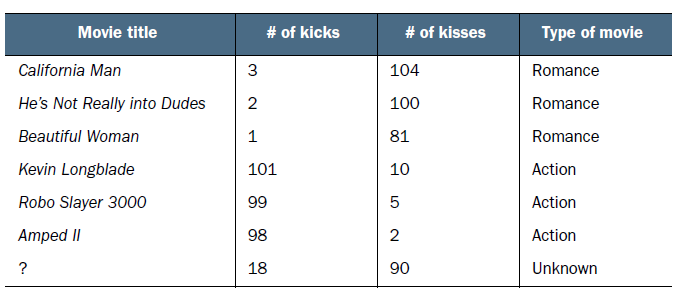 Movie title # of kicks # of kisses Type of movie
California Man 3 104 Romance
He's Not Really into Dudes 2 100 Romance
Beautiful Woman 1 81 Romance
Kevin Longblade 101 10 Action
Robo Slayer 3000 99 5 Action
Amped II 98 2 Action
? 18 90 Unknown